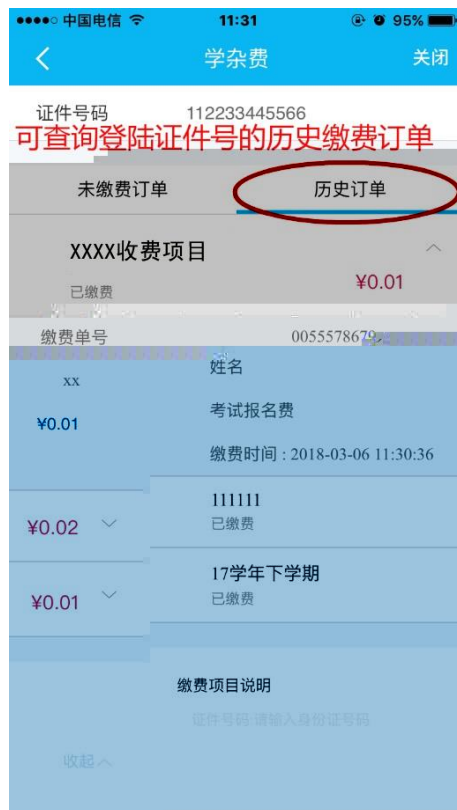 中国电信 11:31 95%
学杂费 关闭
证件号码 112233445566
可查询登陆证件号的历史缴费订单
未缴费订单 历史订单
XXXX收费项目
¥0.01
已缴费
缴费单号 0055578679
xx 姓名
¥0.01 考试报名费
缴费时间 : 2018-03-06 11:30:36
111111
¥0.02 已缴费
17学年下学期
¥0.01 已缴费
缴费项目说明
证件号码:请输入身份证号码
收起